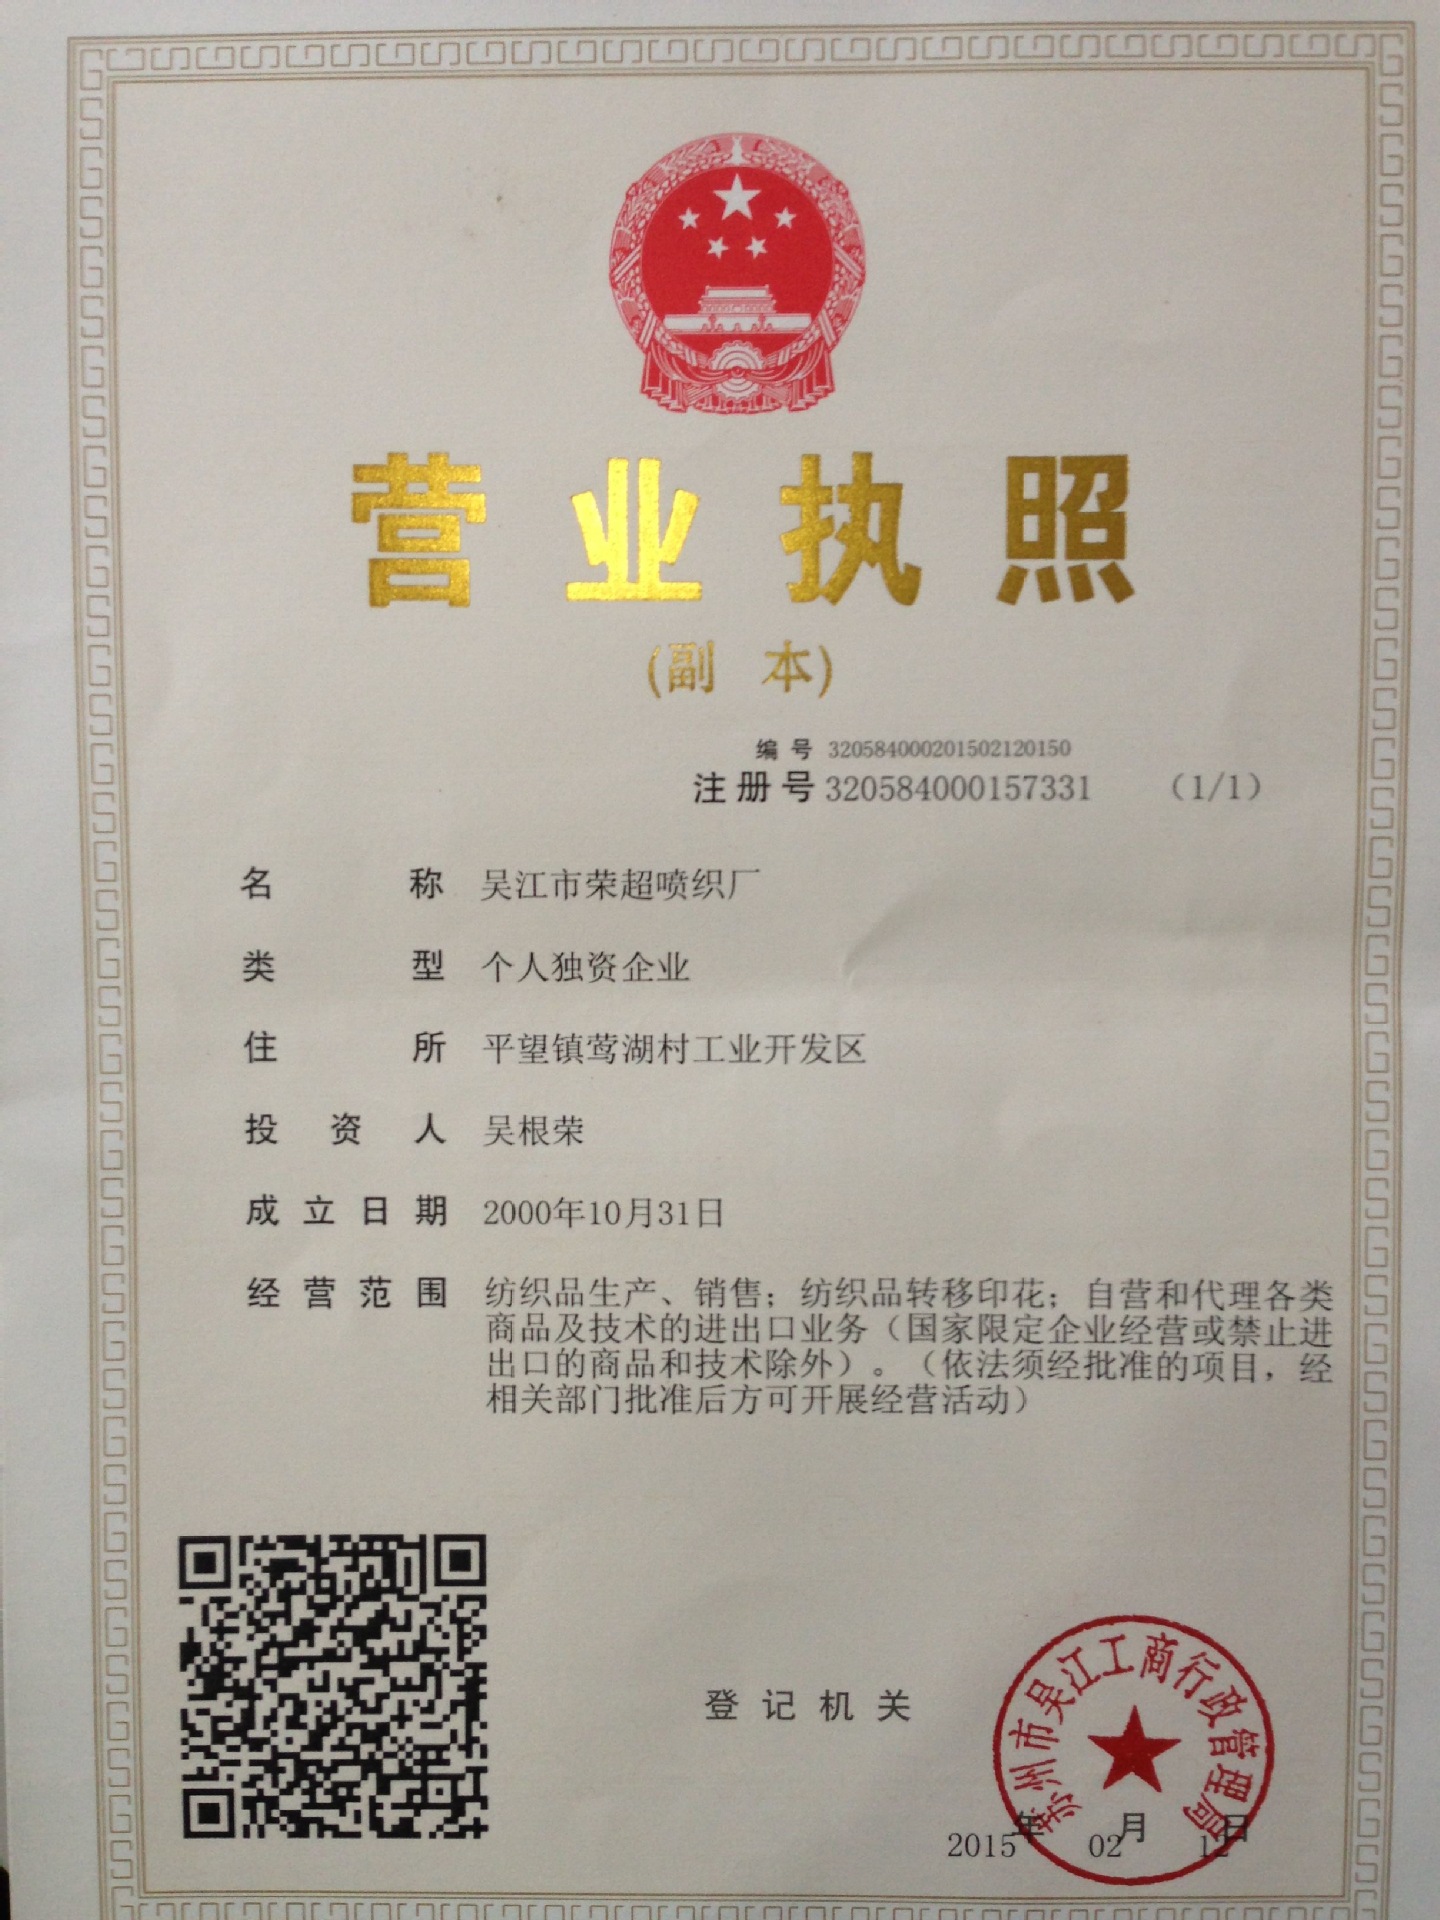 营业执照
(副 本)
编 号 320584000201502120150
注 册 号 320584000157331 (1/1)
名 称 吴江市荣超喷织厂
类 型 个人独资企业
住 所 平望镇莺湖村工业开发区
投 资 人 吴根荣
成 立 日 期 2000年10月31日
经 营 范 围 纺织品生产、销售；纺织品转移印花；自营和代理各类
商品及技术的进出口业务（国家限定企业经营或禁止进
出口的商品和技术除外）。（依法须经批准的项目，经
相关部门批准后方可开展经营活动）
登 记 机 关
苏州市吴江工商行政管理局
2015年 02月 12日